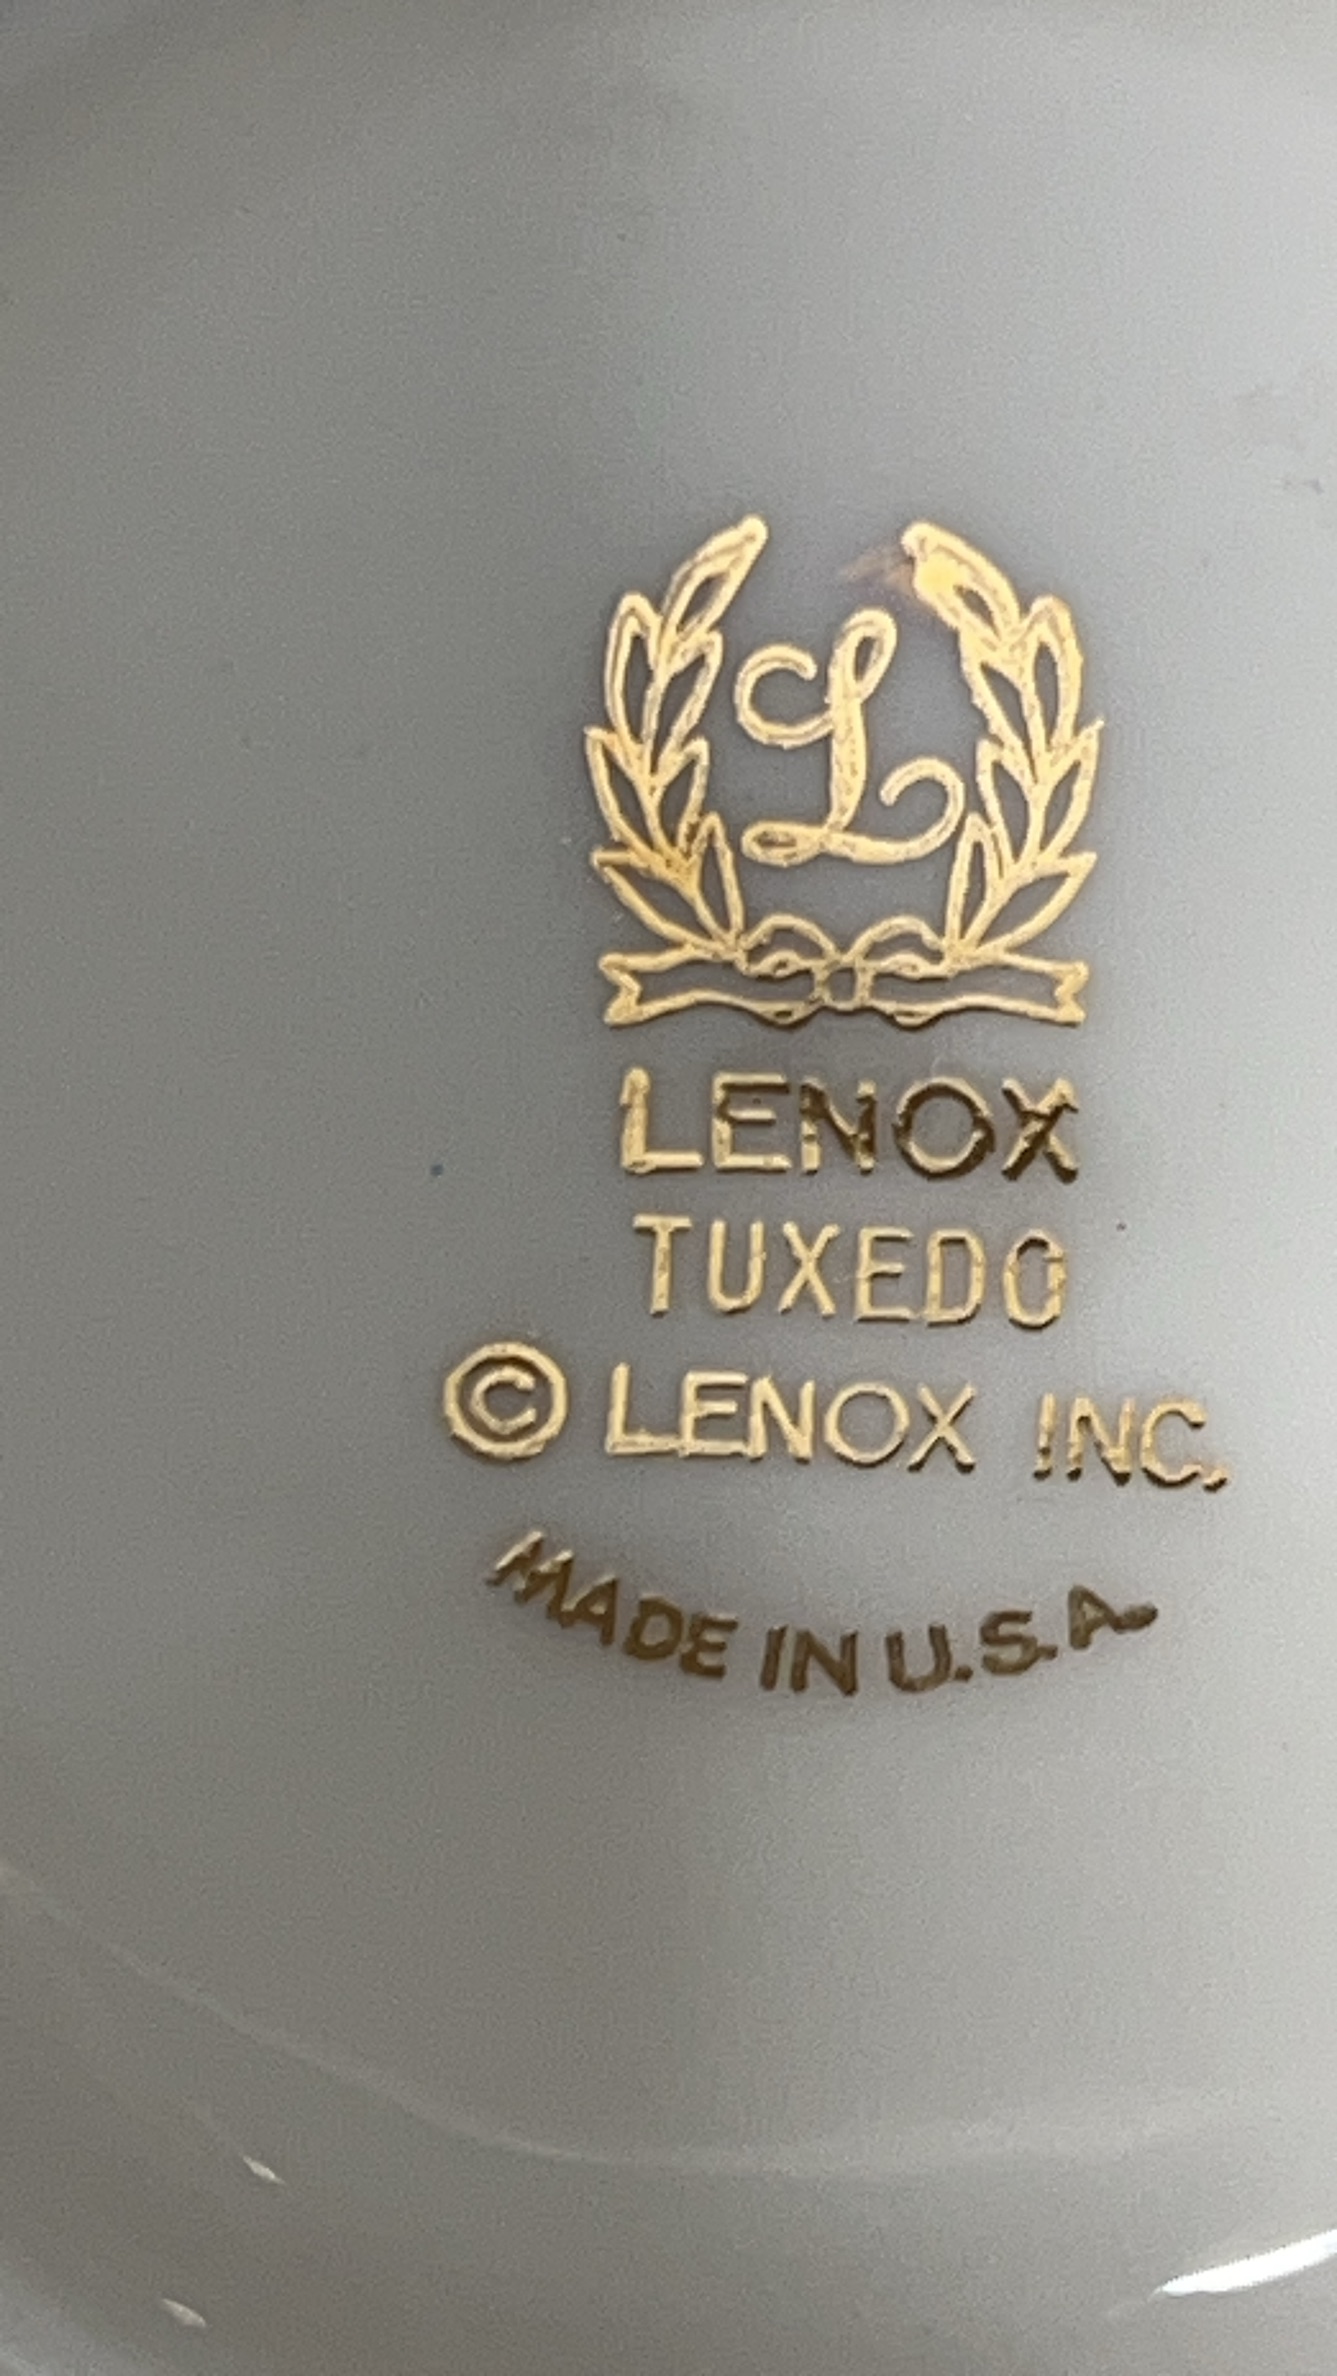 L
LENOX
TUXEDO
© LENOX INC.
MADE IN U.S.A.